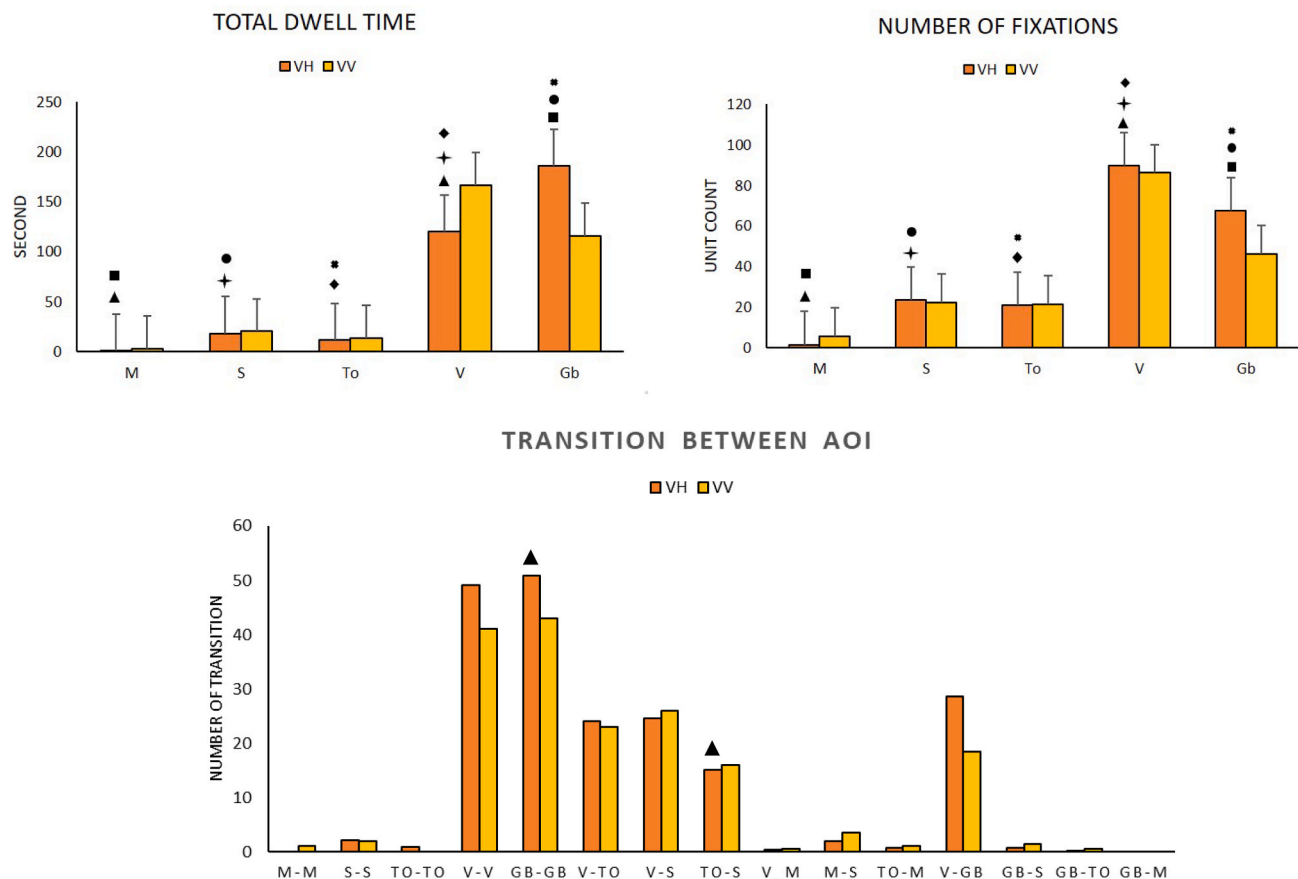 TOTAL DWELL TIME
VH VV
SECOND
250
200
150
100
50
0
M S To V Gb
NUMBER OF FIXATIONS
VH VV
UNIT COUNT
120
100
80
60
40
20
0
M S To V Gb
TRANSITION BETWEEN AOI
VH VV
NUMBER OF TRANSITION
60
50
40
30
20
10
0
M-M S-S TO-TO V-V GB-GB V-TO V-S TO-S V M M-S TO-M V-GB GB-S GB-TO GB-M